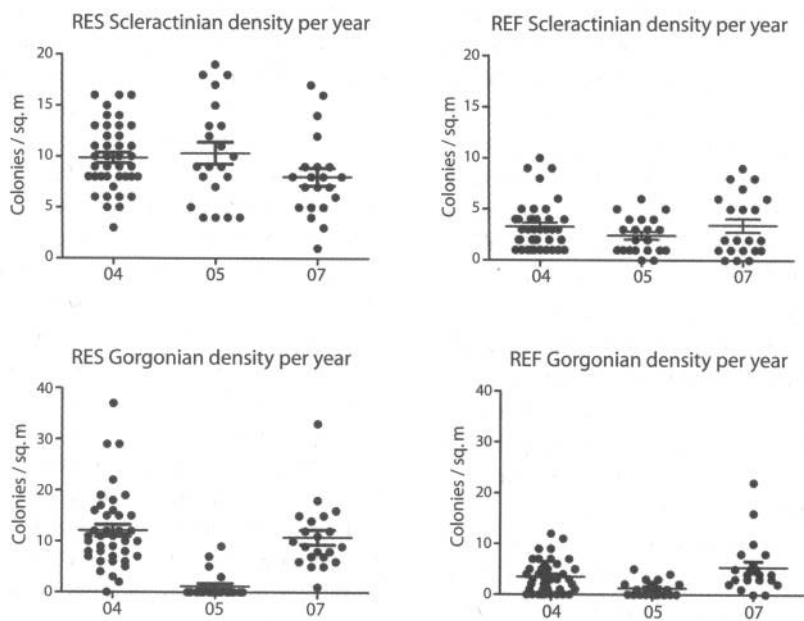 RES Scleractinian density per year
Colonies / sq. m
20
15
10
5
0
04 05 07
REF Scleractinian density per year
Colonies / sq. m
20
15
10
5
0
04 05 07
RES Gorgonian density per year
Colonies / sq. m
40
30
20
10
0
04 05 07
REF Gorgonian density per year
Colonies / sq. m
40
30
20
10
0
04 05 07